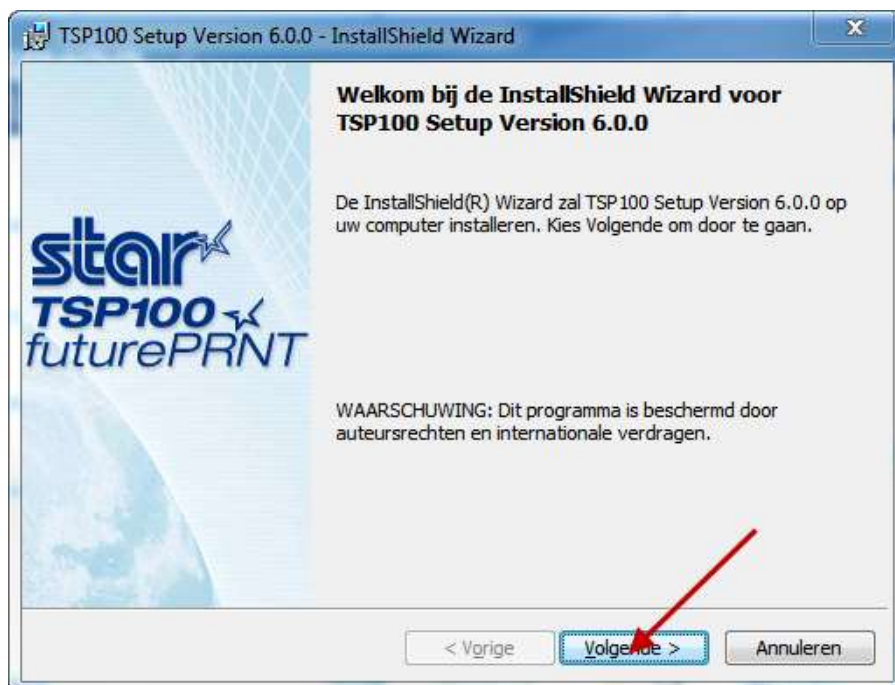 TSP100 Setup Version 6.0.0 - InstallShield Wizard
Welkom bij de InstallShield Wizard voor
TSP100 Setup Version 6.0.0
De InstallShield(R) Wizard zal TSP100 Setup Version 6.0.0 op
uw computer installeren. Kies Volgende om door te gaan.
star
TSP100
futurePRNT
WAARSCHUWING: Dit programma is beschermd door
auteursrechten en internationale verdragen.
< Vorige
Volgende >
Annuleren